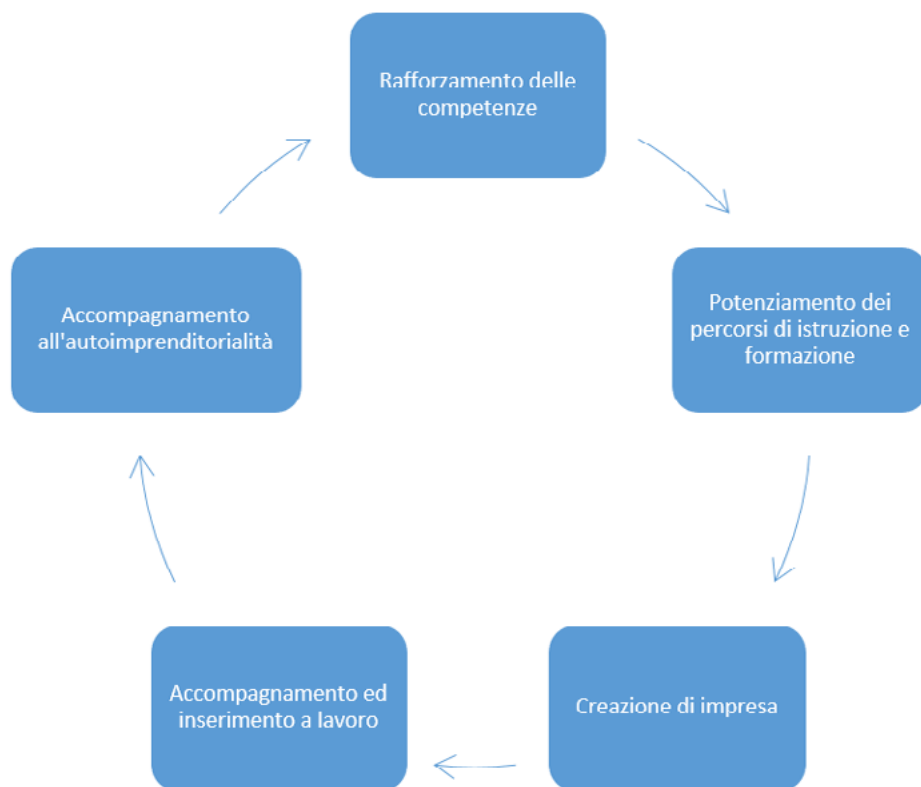 Rafforzamento delle
competenze
Potenziamento dei
percorsi di istruzione e
formazione
Creazione di impresa
Accompagnamento ed
inserimento a lavoro
Accompagnamento
all'autoimprenditorialità